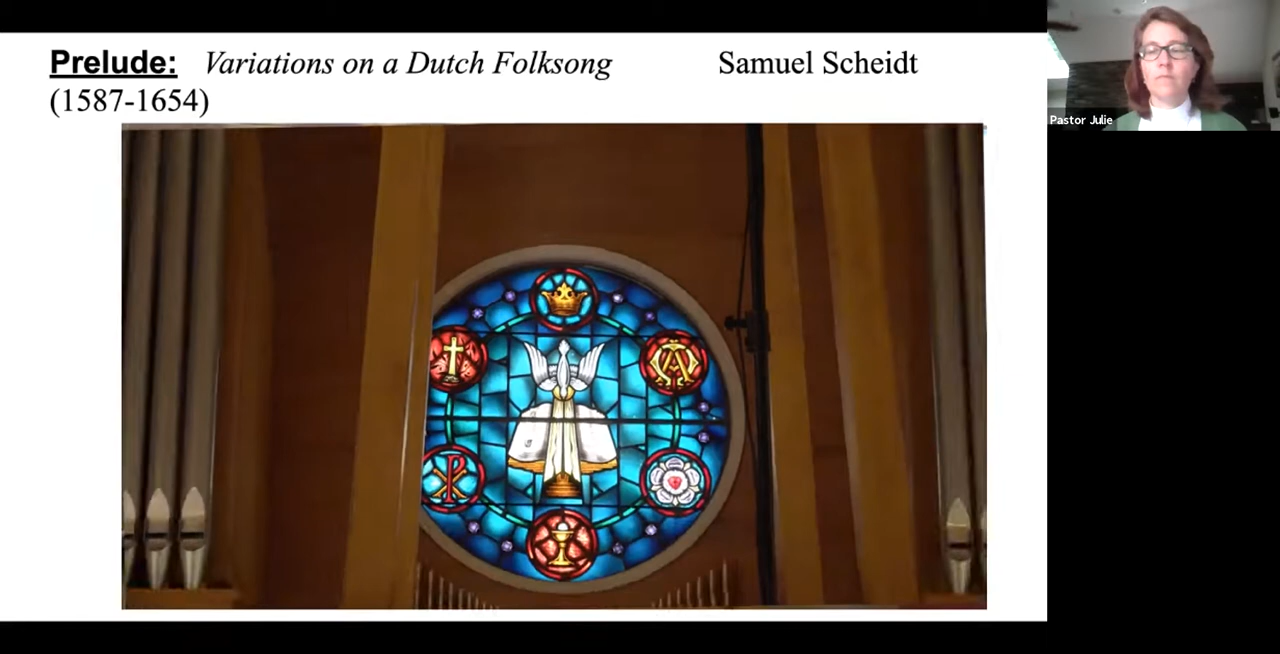 Prelude: Variations on a Dutch Folksong Samuel Scheidt
(1587-1654)
Pastor Julie